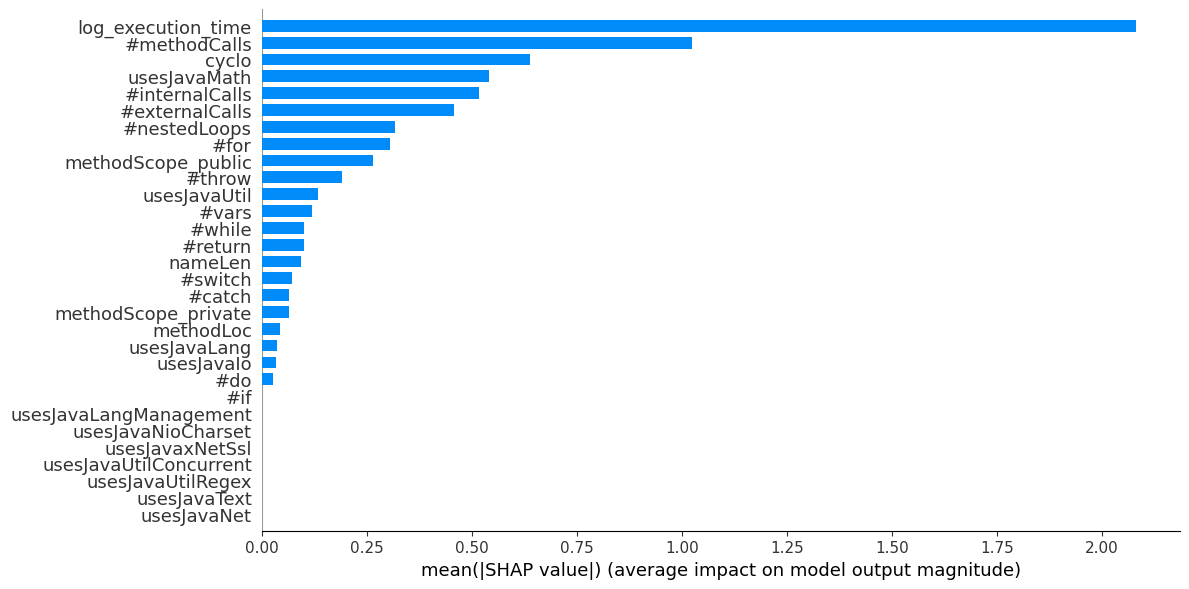 log_execution_time
#methodCalls
cyclo
usesJavaMath
#internalCalls
#externalCalls
#nestedLoops
#for
methodScope_public
#throw
usesJavaUtil
#vars
#while
#return
nameLen
#switch
#catch
methodScope_private
methodLoc
usesJavaLang
usesJavaIo
#do
#if
usesJavaLangManagement
usesJavaNioCharset
usesJavaxNetSsl
usesJavaUtilConcurrent
usesJavaUtilRegex
usesJavaText
usesJavaNet
0.00 0.25 0.50 0.75 1.00 1.25 1.50 1.75 2.00
mean(|SHAP value|) (average impact on model output magnitude)